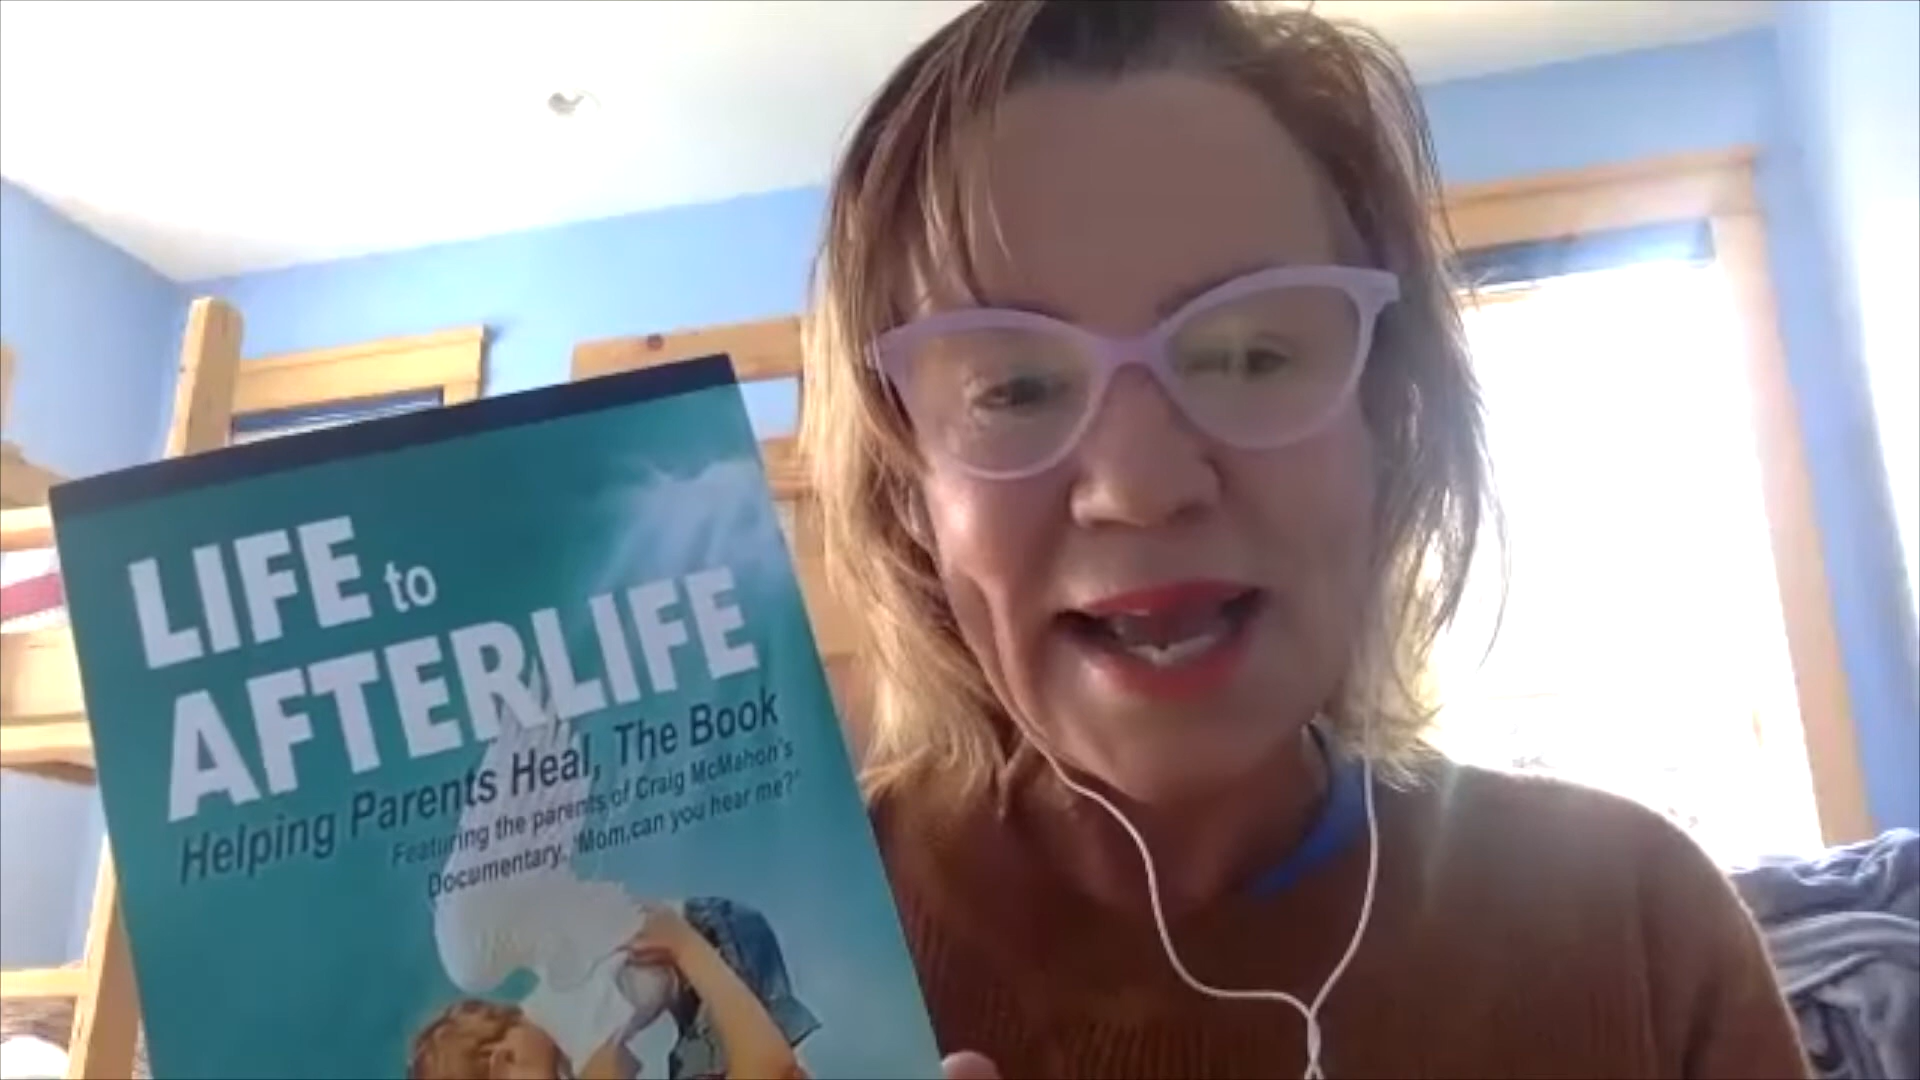 LIFE to
AFTERLIFE
Helping Parents Heal, The Book
Featuring the parents of Craig McMahon's
Documentary, 'Mom,can you hear me?'